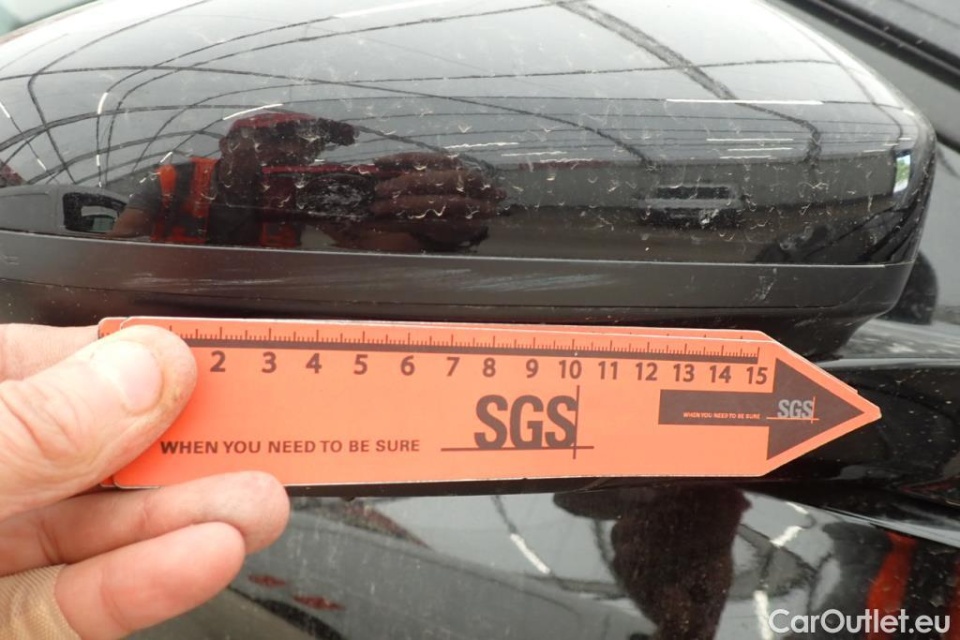 2 3 4 5 6 7 8 9 10 11 12 13 14 15
WHEN YOU NEED TO BE SURE
SGS
WHEN YOU NEED TO BE SURE
SGS
CarOutlet.eu